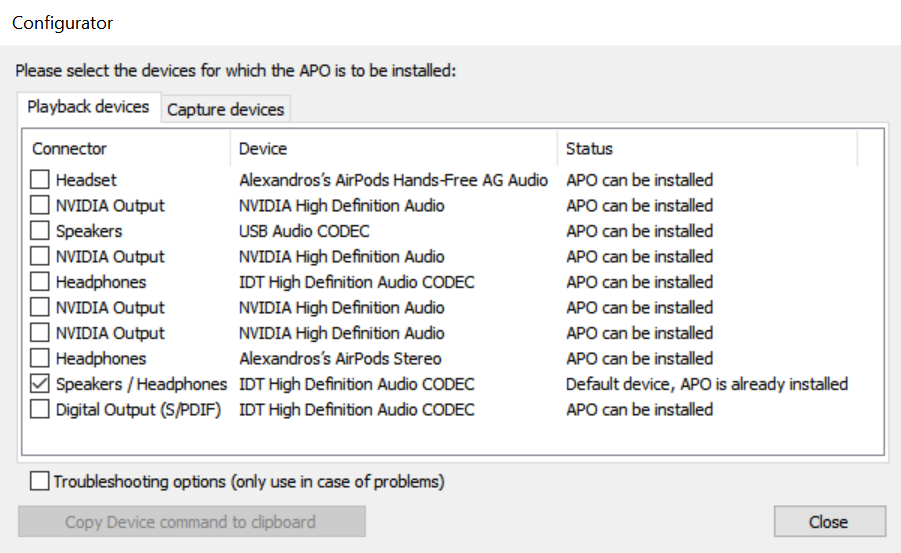 Configurator
Please select the devices for which the APO is to be installed:
Playback devices Capture devices
Connector Device Status
Headset Alexandros's AirPods Hands-Free AG Audio APO can be installed
NVIDIA Output NVIDIA High Definition Audio APO can be installed
Speakers USB Audio CODEC APO can be installed
NVIDIA Output NVIDIA High Definition Audio APO can be installed
Headphones IDT High Definition Audio CODEC APO can be installed
NVIDIA Output NVIDIA High Definition Audio APO can be installed
NVIDIA Output NVIDIA High Definition Audio APO can be installed
Headphones Alexandros's AirPods Stereo APO can be installed
Speakers / Headphones IDT High Definition Audio CODEC Default device, APO is already installed
Digital Output (S/PDIF) IDT High Definition Audio CODEC APO can be installed
Troubleshooting options (only use in case of problems)
Copy Device command to clipboard Close